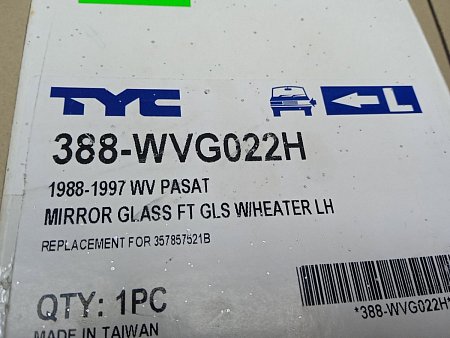 TYC
L
388-WVG022H
1988-1997 WV PASAT
MIRROR GLASS FT GLS W/HEATER LH
REPLACEMENT FOR 357857521B
QTY: 1PC
*388-WVG022H*
MADE IN TAIWAN